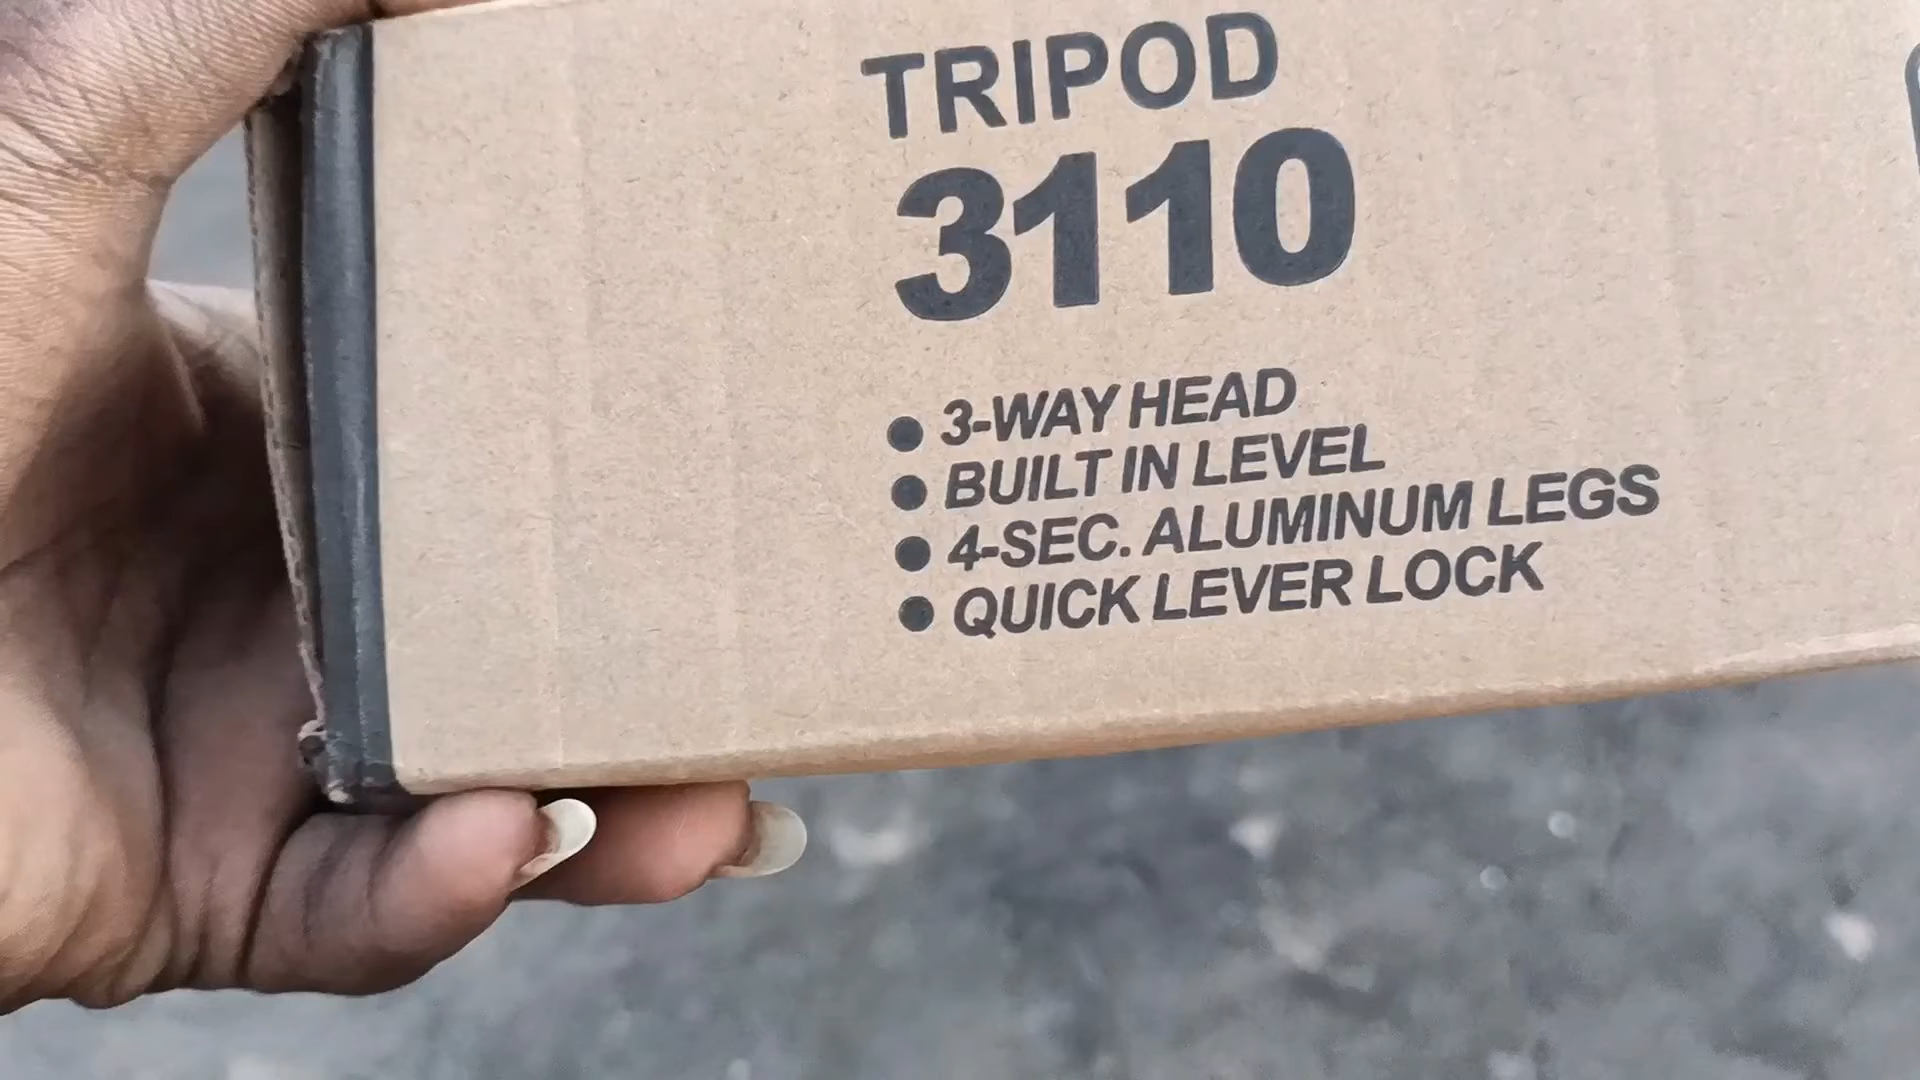 TRIPOD
3110
● 3-WAY HEAD
● BUILT IN LEVEL
● 4-SEC. ALUMINUM LEGS
● QUICK LEVER LOCK